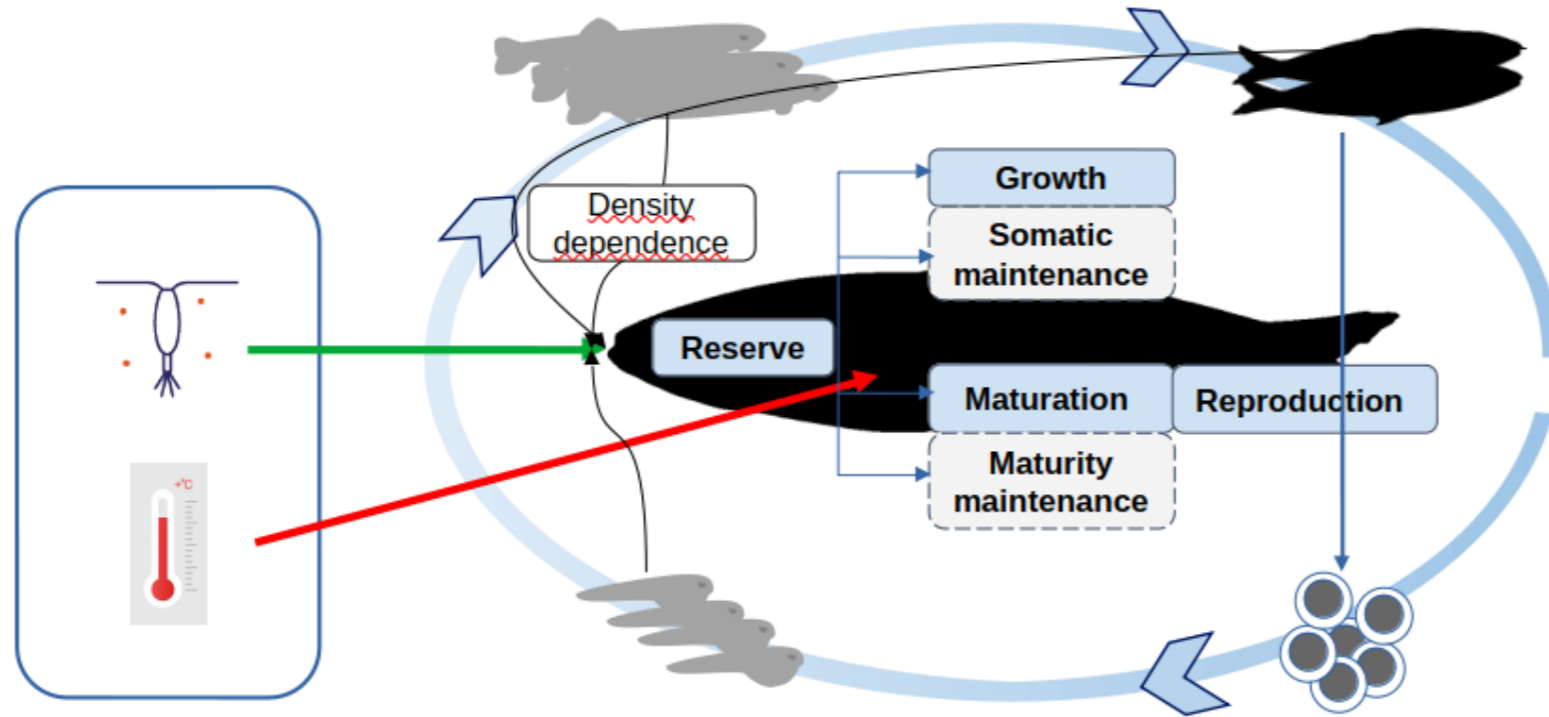 Density
dependence
Growth
Somatic
maintenance
Reserve
Maturation
Reproduction
Maturity
maintenance
+°C